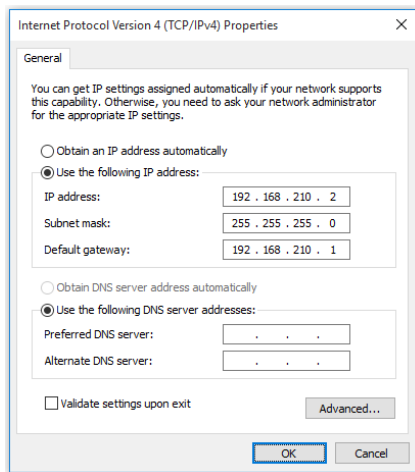 Internet Protocol Version 4 (TCP/IPv4) Properties
General
You can get IP settings assigned automatically if your network supports
this capability. Otherwise, you need to ask your network administrator
for the appropriate IP settings.
Obtain an IP address automatically
Use the following IP address:
IP address: 192 . 168 . 210 . 2
Subnet mask: 255 . 255 . 255 . 0
Default gateway: 192 . 168 . 210 . 1
Obtain DNS server address automatically
Use the following DNS server addresses:
Preferred DNS server: . . .
Alternate DNS server: . . .
Validate settings upon exit
Advanced...
OK Cancel